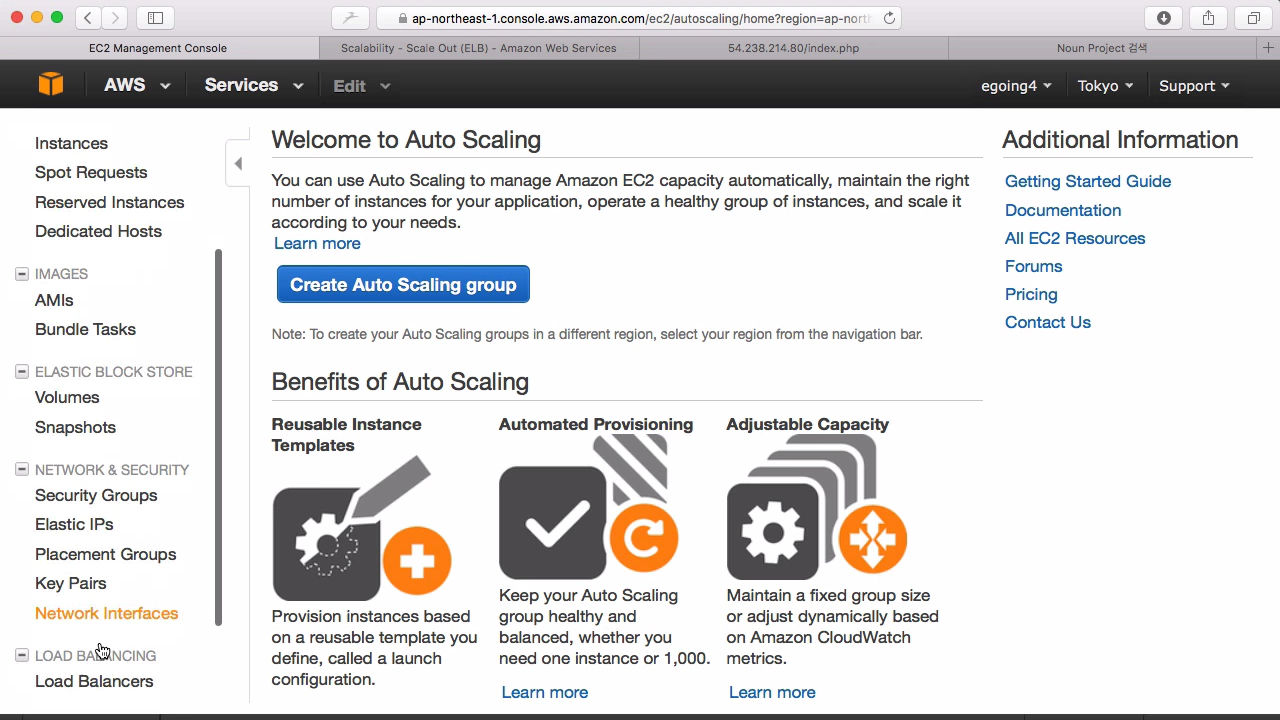 ap-northeast-1.console.aws.amazon.com/ec2/autoscaling/home?region=ap-nort
EC2 Management Console
Scalability - Scale Out (ELB) - Amazon Web Services
54.238.214.80/index.php
Noun Project 검색
AWS
Services
Edit
egoing4
Tokyo
Support
Instances
Spot Requests
Reserved Instances
Dedicated Hosts
IMAGES
AMIs
Bundle Tasks
ELASTIC BLOCK STORE
Volumes
Snapshots
NETWORK & SECURITY
Security Groups
Elastic IPs
Placement Groups
Key Pairs
Network Interfaces
LOAD BALANCING
Load Balancers
Welcome to Auto Scaling
You can use Auto Scaling to manage Amazon EC2 capacity automatically, maintain the right
number of instances for your application, operate a healthy group of instances, and scale it
according to your needs.
Learn more
Create Auto Scaling group
Note: To create your Auto Scaling groups in a different region, select your region from the navigation bar.
Benefits of Auto Scaling
Reusable Instance
Templates
Provision instances based
on a reusable template you
define, called a launch
configuration.
Automated Provisioning
Keep your Auto Scaling
group healthy and
balanced, whether you
need one instance or 1,000.
Learn more
Adjustable Capacity
Maintain a fixed group size
or adjust dynamically based
on Amazon CloudWatch
metrics.
Learn more
Additional Information
Getting Started Guide
Documentation
All EC2 Resources
Forums
Pricing
Contact Us